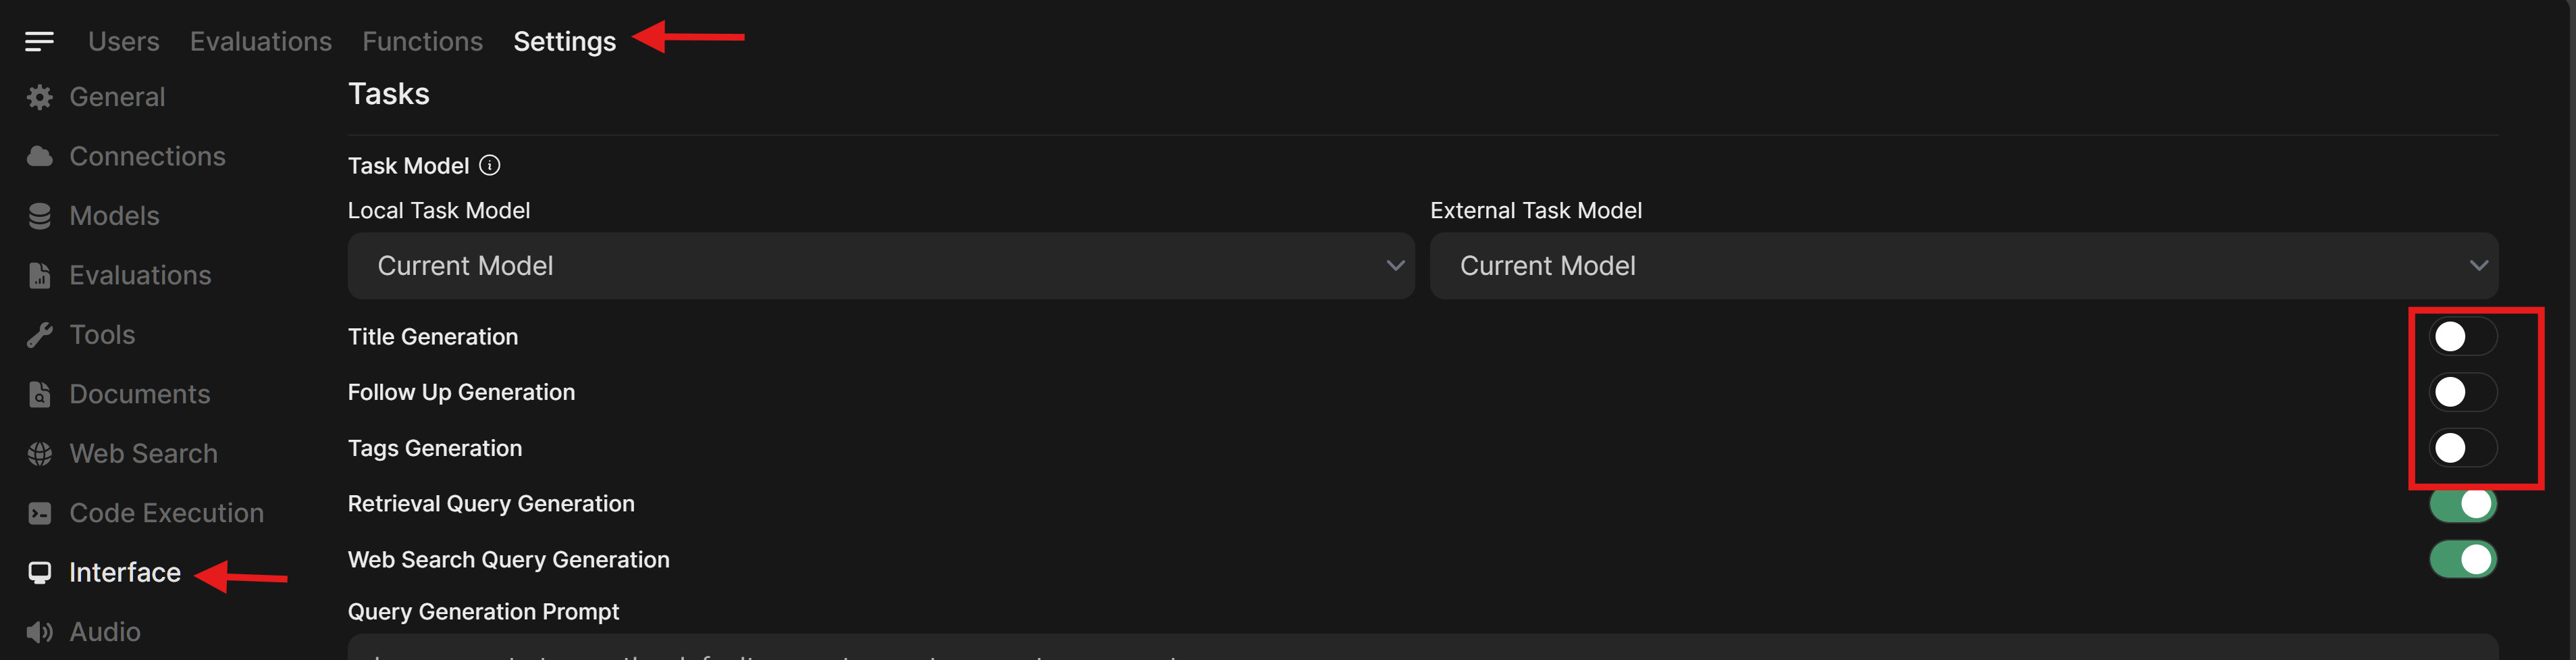 Users Evaluations Functions Settings
General
Connections
Models
Evaluations
Tools
Documents
Web Search
Code Execution
Interface
Audio
Tasks
Task Model
Local Task Model
Current Model
External Task Model
Current Model
Title Generation
Follow Up Generation
Tags Generation
Retrieval Query Generation
Web Search Query Generation
Query Generation Prompt